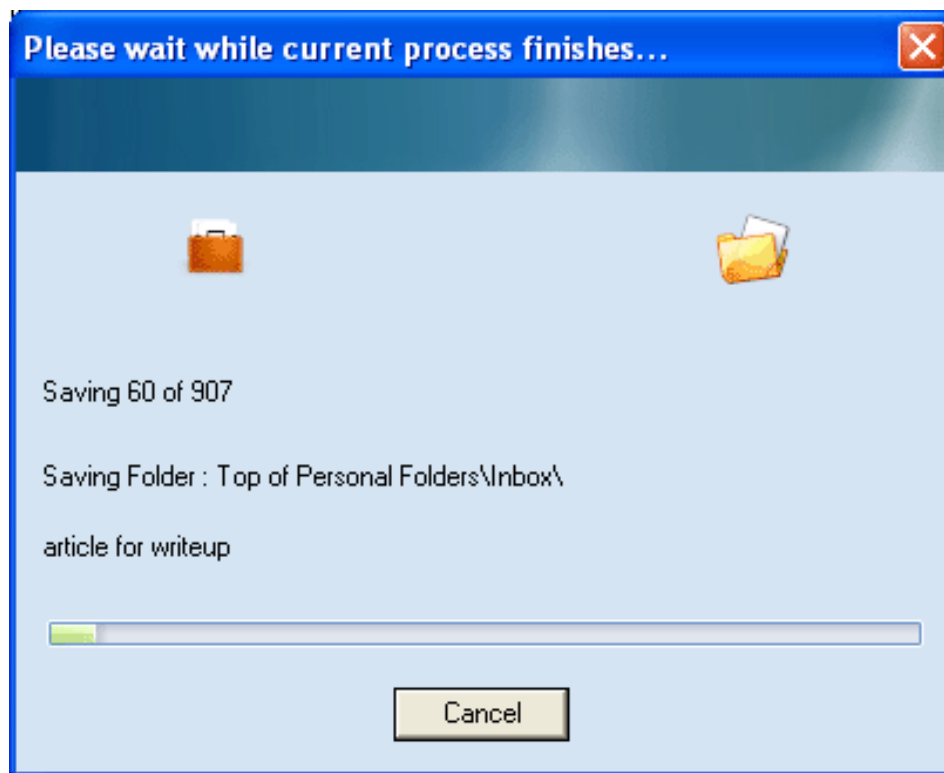 Please wait while current process finishes...
Saving 60 of 907
Saving Folder : Top of Personal Folders\Inbox\
article for writeup
Cancel